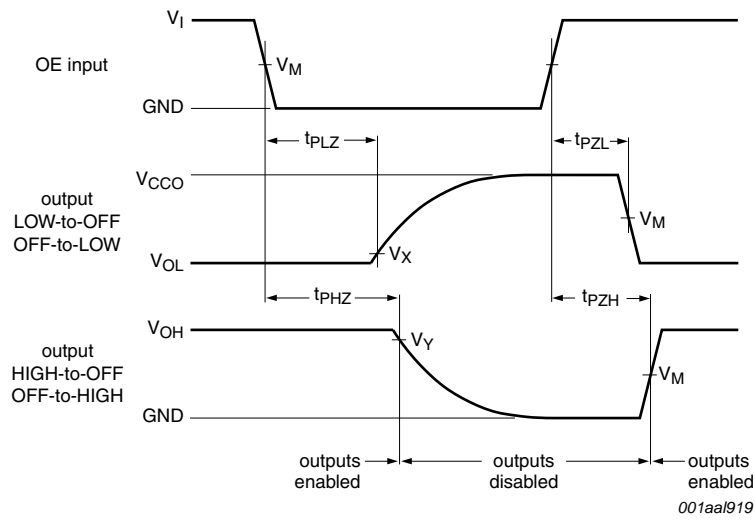 V_I
OE input
V_M
GND
t_PLZ
t_PZL
V_CCO
output
LOW-to-OFF
OFF-to-LOW
V_M
V_X
V_OL
t_PHZ
t_PZH
V_OH
V_Y
output
HIGH-to-OFF
OFF-to-HIGH
V_M
GND
outputs
enabled
outputs
disabled
outputs
enabled
001aal919